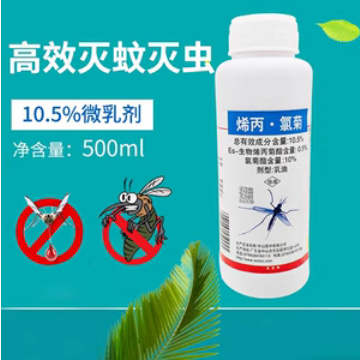 高效灭蚊灭虫
10.5%微乳剂
净含量：500ml
烯丙·氯菊
总有效成分含量:10.5%
Es-生物烯丙菊酯含量:0.5%
氯菊酯含量:10%
剂型:乳油